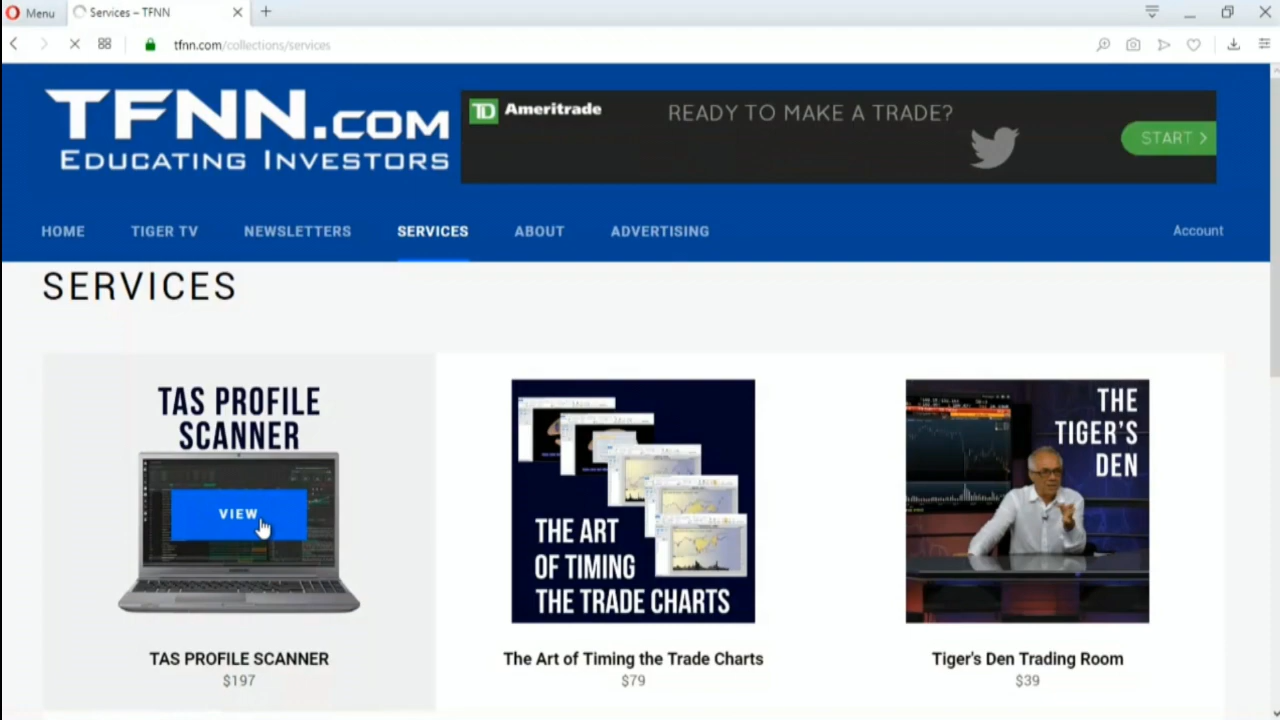 Menu
Services – TFNN
tfnn.com/collections/services
TFNN.COM
EDUCATING INVESTORS
TD Ameritrade
READY TO MAKE A TRADE?
START >
HOME
TIGER TV
NEWSLETTERS
SERVICES
ABOUT
ADVERTISING
Account
SERVICES
TAS PROFILE
SCANNER
VIEW
TAS PROFILE SCANNER
$197
THE ART
OF TIMING
THE TRADE CHARTS
The Art of Timing the Trade Charts
$79
THE
TIGER'S
DEN
Tiger's Den Trading Room
$39